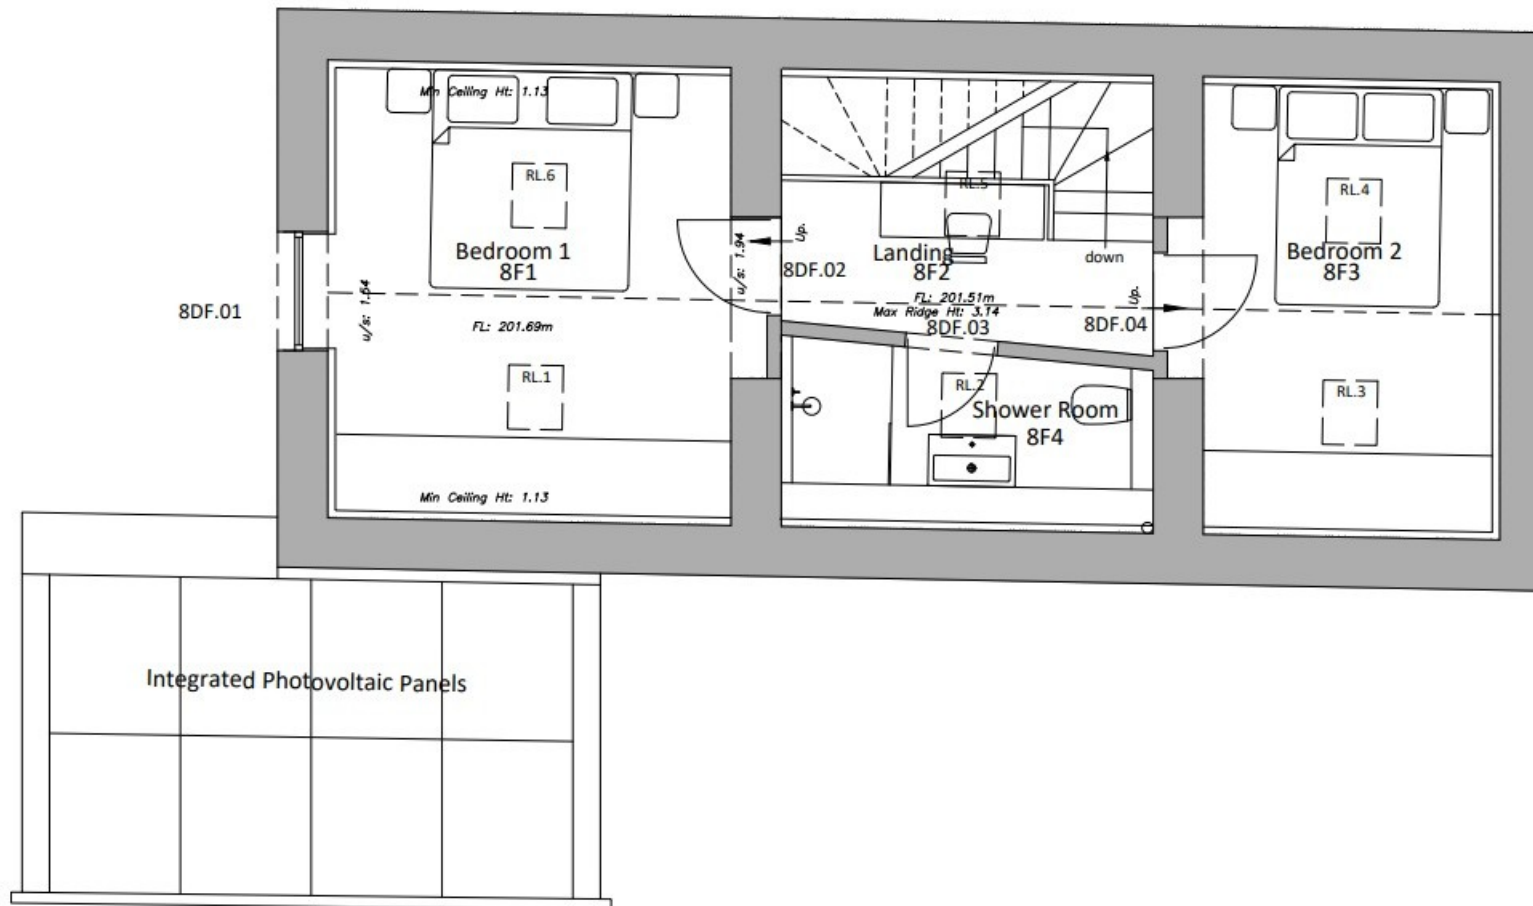 Min Ceiling Ht: 1.13
RL.6
Bedroom 1
8F1
8DF.01
u/s: 1.64
FL: 201.69m
RL.1
Min Ceiling Ht: 1.13
u/s: 1.94
Up.
8DF.02
RL.5
Landing
8F2
down
FL: 201.51m
Max Ridge Ht: 3.14
8DF.03
Up.
8DF.04
RL.2
Shower Room
8F4
RL.4
Bedroom 2
8F3
RL.3
Integrated Photovoltaic Panels